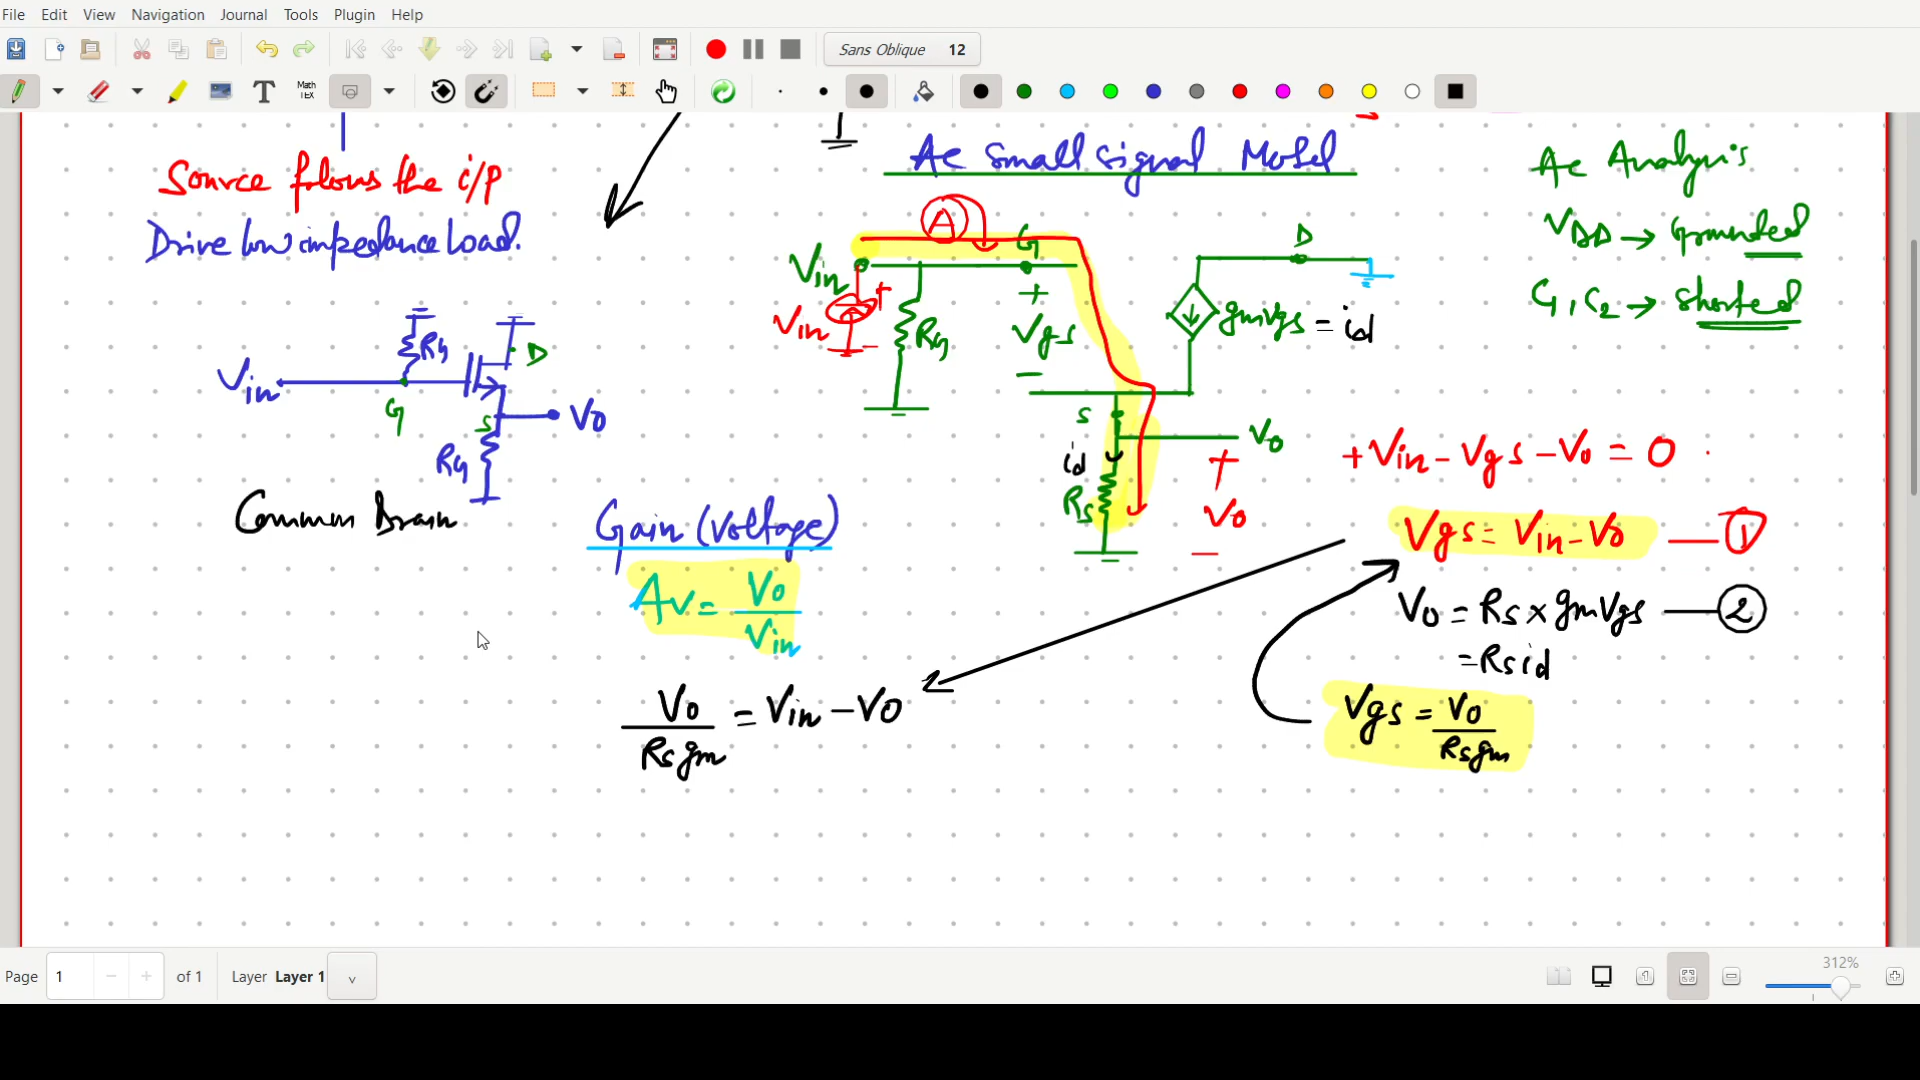 File Edit View Navigation Journal Tools Plugin Help
Sans Oblique 12
Math TEX
Source follows the i/p
Drive low impedance Load.
Vin
RG
G
D
S
Vo
RG
Common Drain
Gain (Voltage)
Av = Vo / Vin
Vo / Rsgm = Vin - Vo
Ac Small Signal Model
A
Vin
Vin
+
-
RG
G
+
Vgs
-
D
gmVgs = id
S
id
Rs
Vo
+
Vo
-
Ac Analysis
VDD → Grounded
C1, C2 → Shorted
+Vin - Vgs - Vo = 0
Vgs = Vin - Vo — 1
Vo = Rs x gmVgs — 2
= Rs id
Vgs = Vo / Rsgm
Page 1 of 1 Layer Layer 1
312%